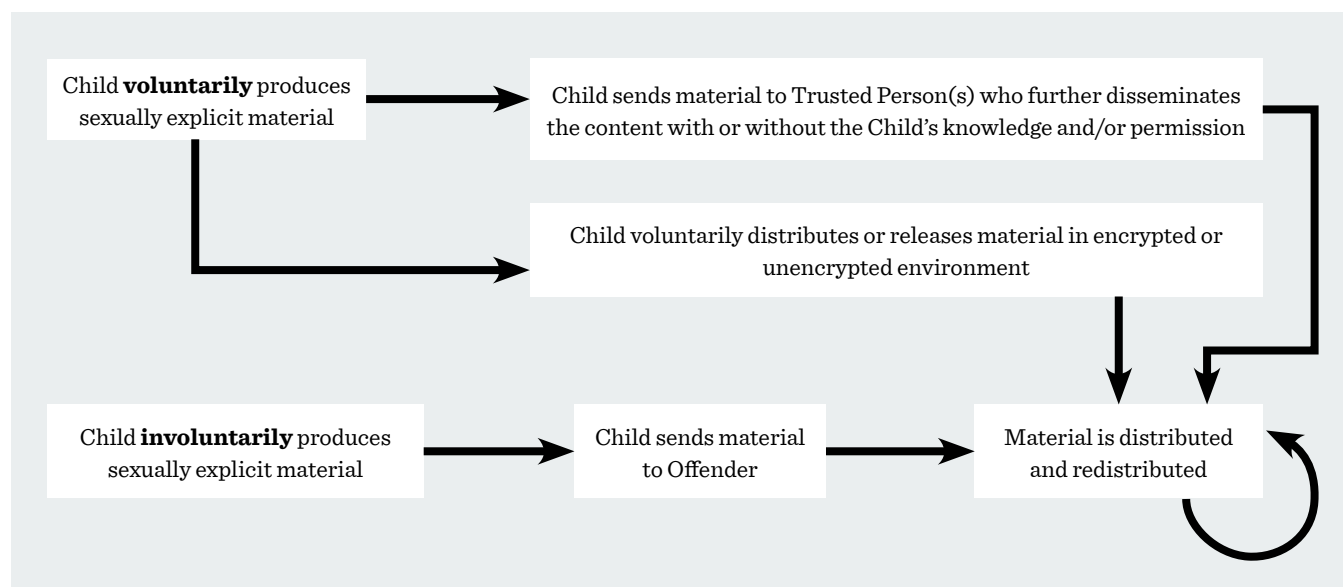 Child voluntarily produces
sexually explicit material
Child sends material to Trusted Person(s) who further disseminates
the content with or without the Child’s knowledge and/or permission
Child voluntarily distributes or releases material in encrypted or
unencrypted environment
Child involuntarily produces
sexually explicit material
Child sends material
to Offender
Material is distributed
and redistributed